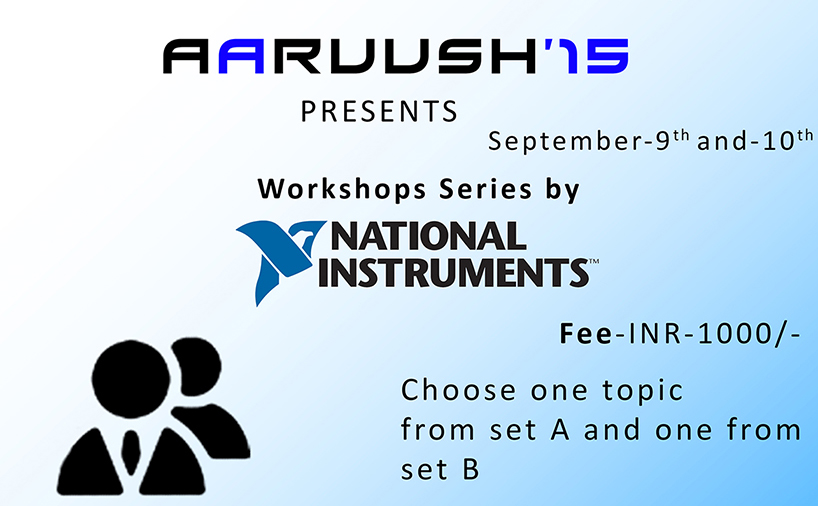 AARUUSH'15
PRESENTS
September-9th and-10th
Workshops Series by
NATIONAL
INSTRUMENTS™
Fee-INR-1000/-
Choose one topic
from set A and one from
set B